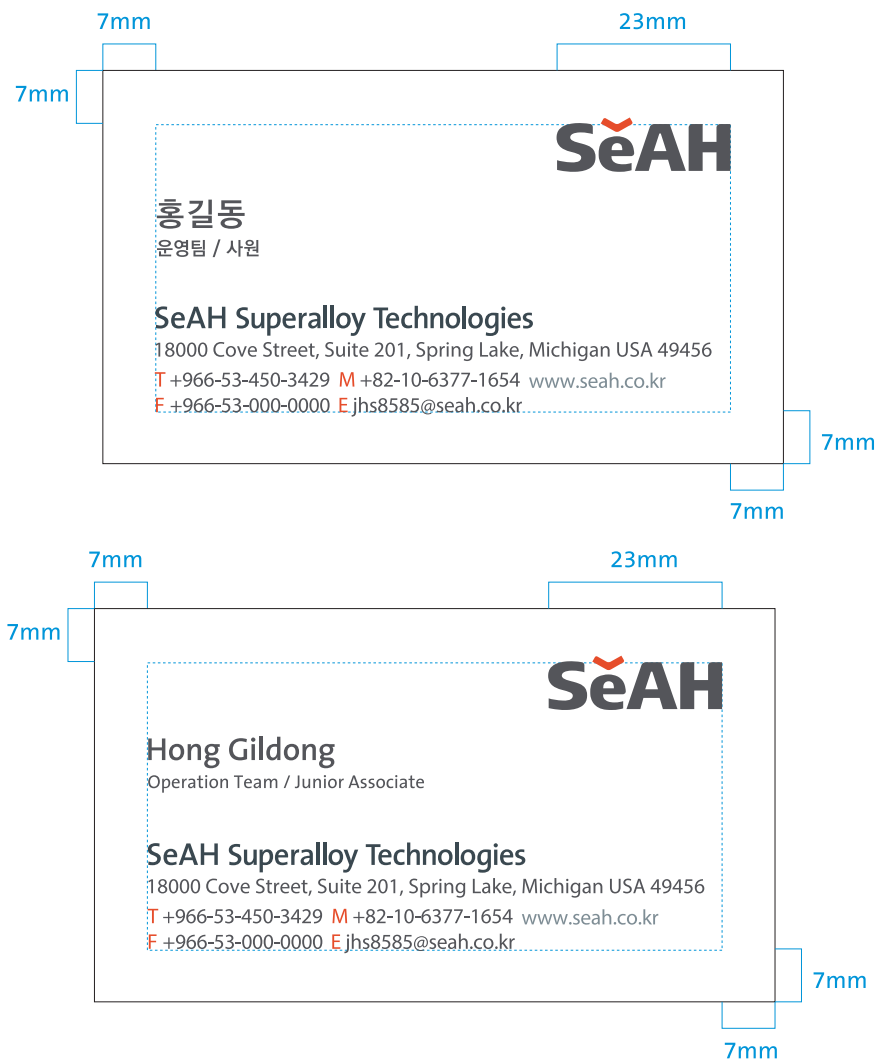 7mm
23mm
7mm
SeAH
홍길동
운영팀 / 사원
SeAH Superalloy Technologies
18000 Cove Street, Suite 201, Spring Lake, Michigan USA 49456
T +966-53-450-3429 M +82-10-6377-1654 www.seah.co.kr
F +966-53-000-0000 E jhs8585@seah.co.kr
7mm
7mm
7mm
23mm
7mm
SeAH
Hong Gildong
Operation Team / Junior Associate
SeAH Superalloy Technologies
18000 Cove Street, Suite 201, Spring Lake, Michigan USA 49456
T +966-53-450-3429 M +82-10-6377-1654 www.seah.co.kr
F +966-53-000-0000 E jhs8585@seah.co.kr
7mm
7mm